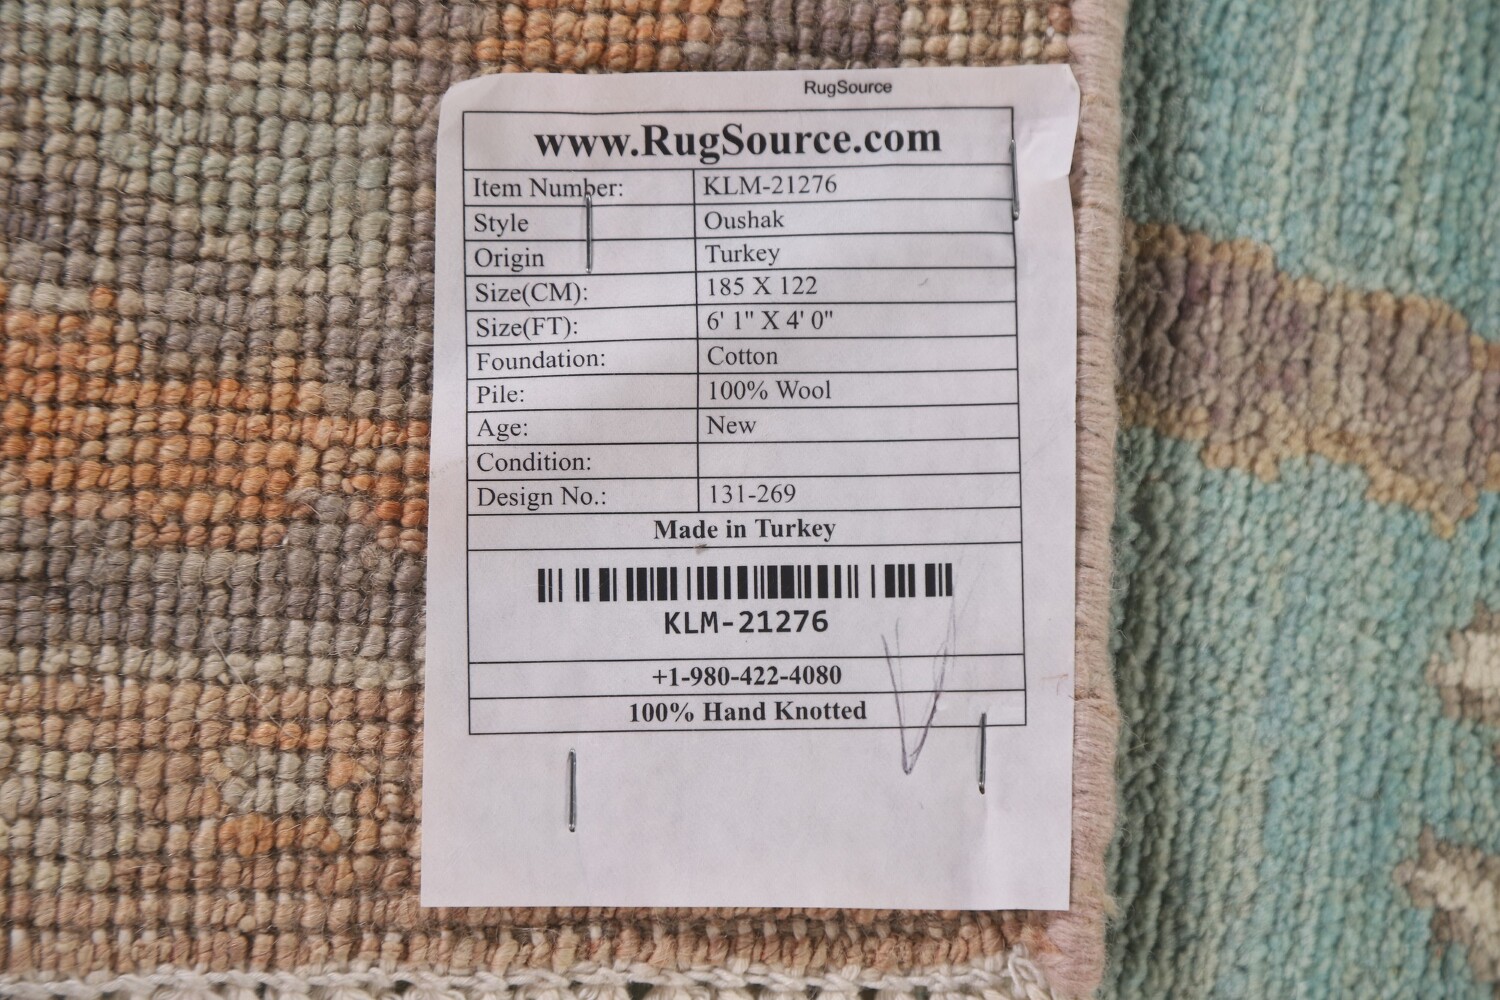 RugSource
www.RugSource.com
Item Number: KLM-21276
Style Oushak
Origin Turkey
Size(CM): 185 X 122
Size(FT): 6' 1" X 4' 0"
Foundation: Cotton
Pile: 100% Wool
Age: New
Condition:
Design No.: 131-269
Made in Turkey
KLM-21276
+1-980-422-4080
100% Hand Knotted